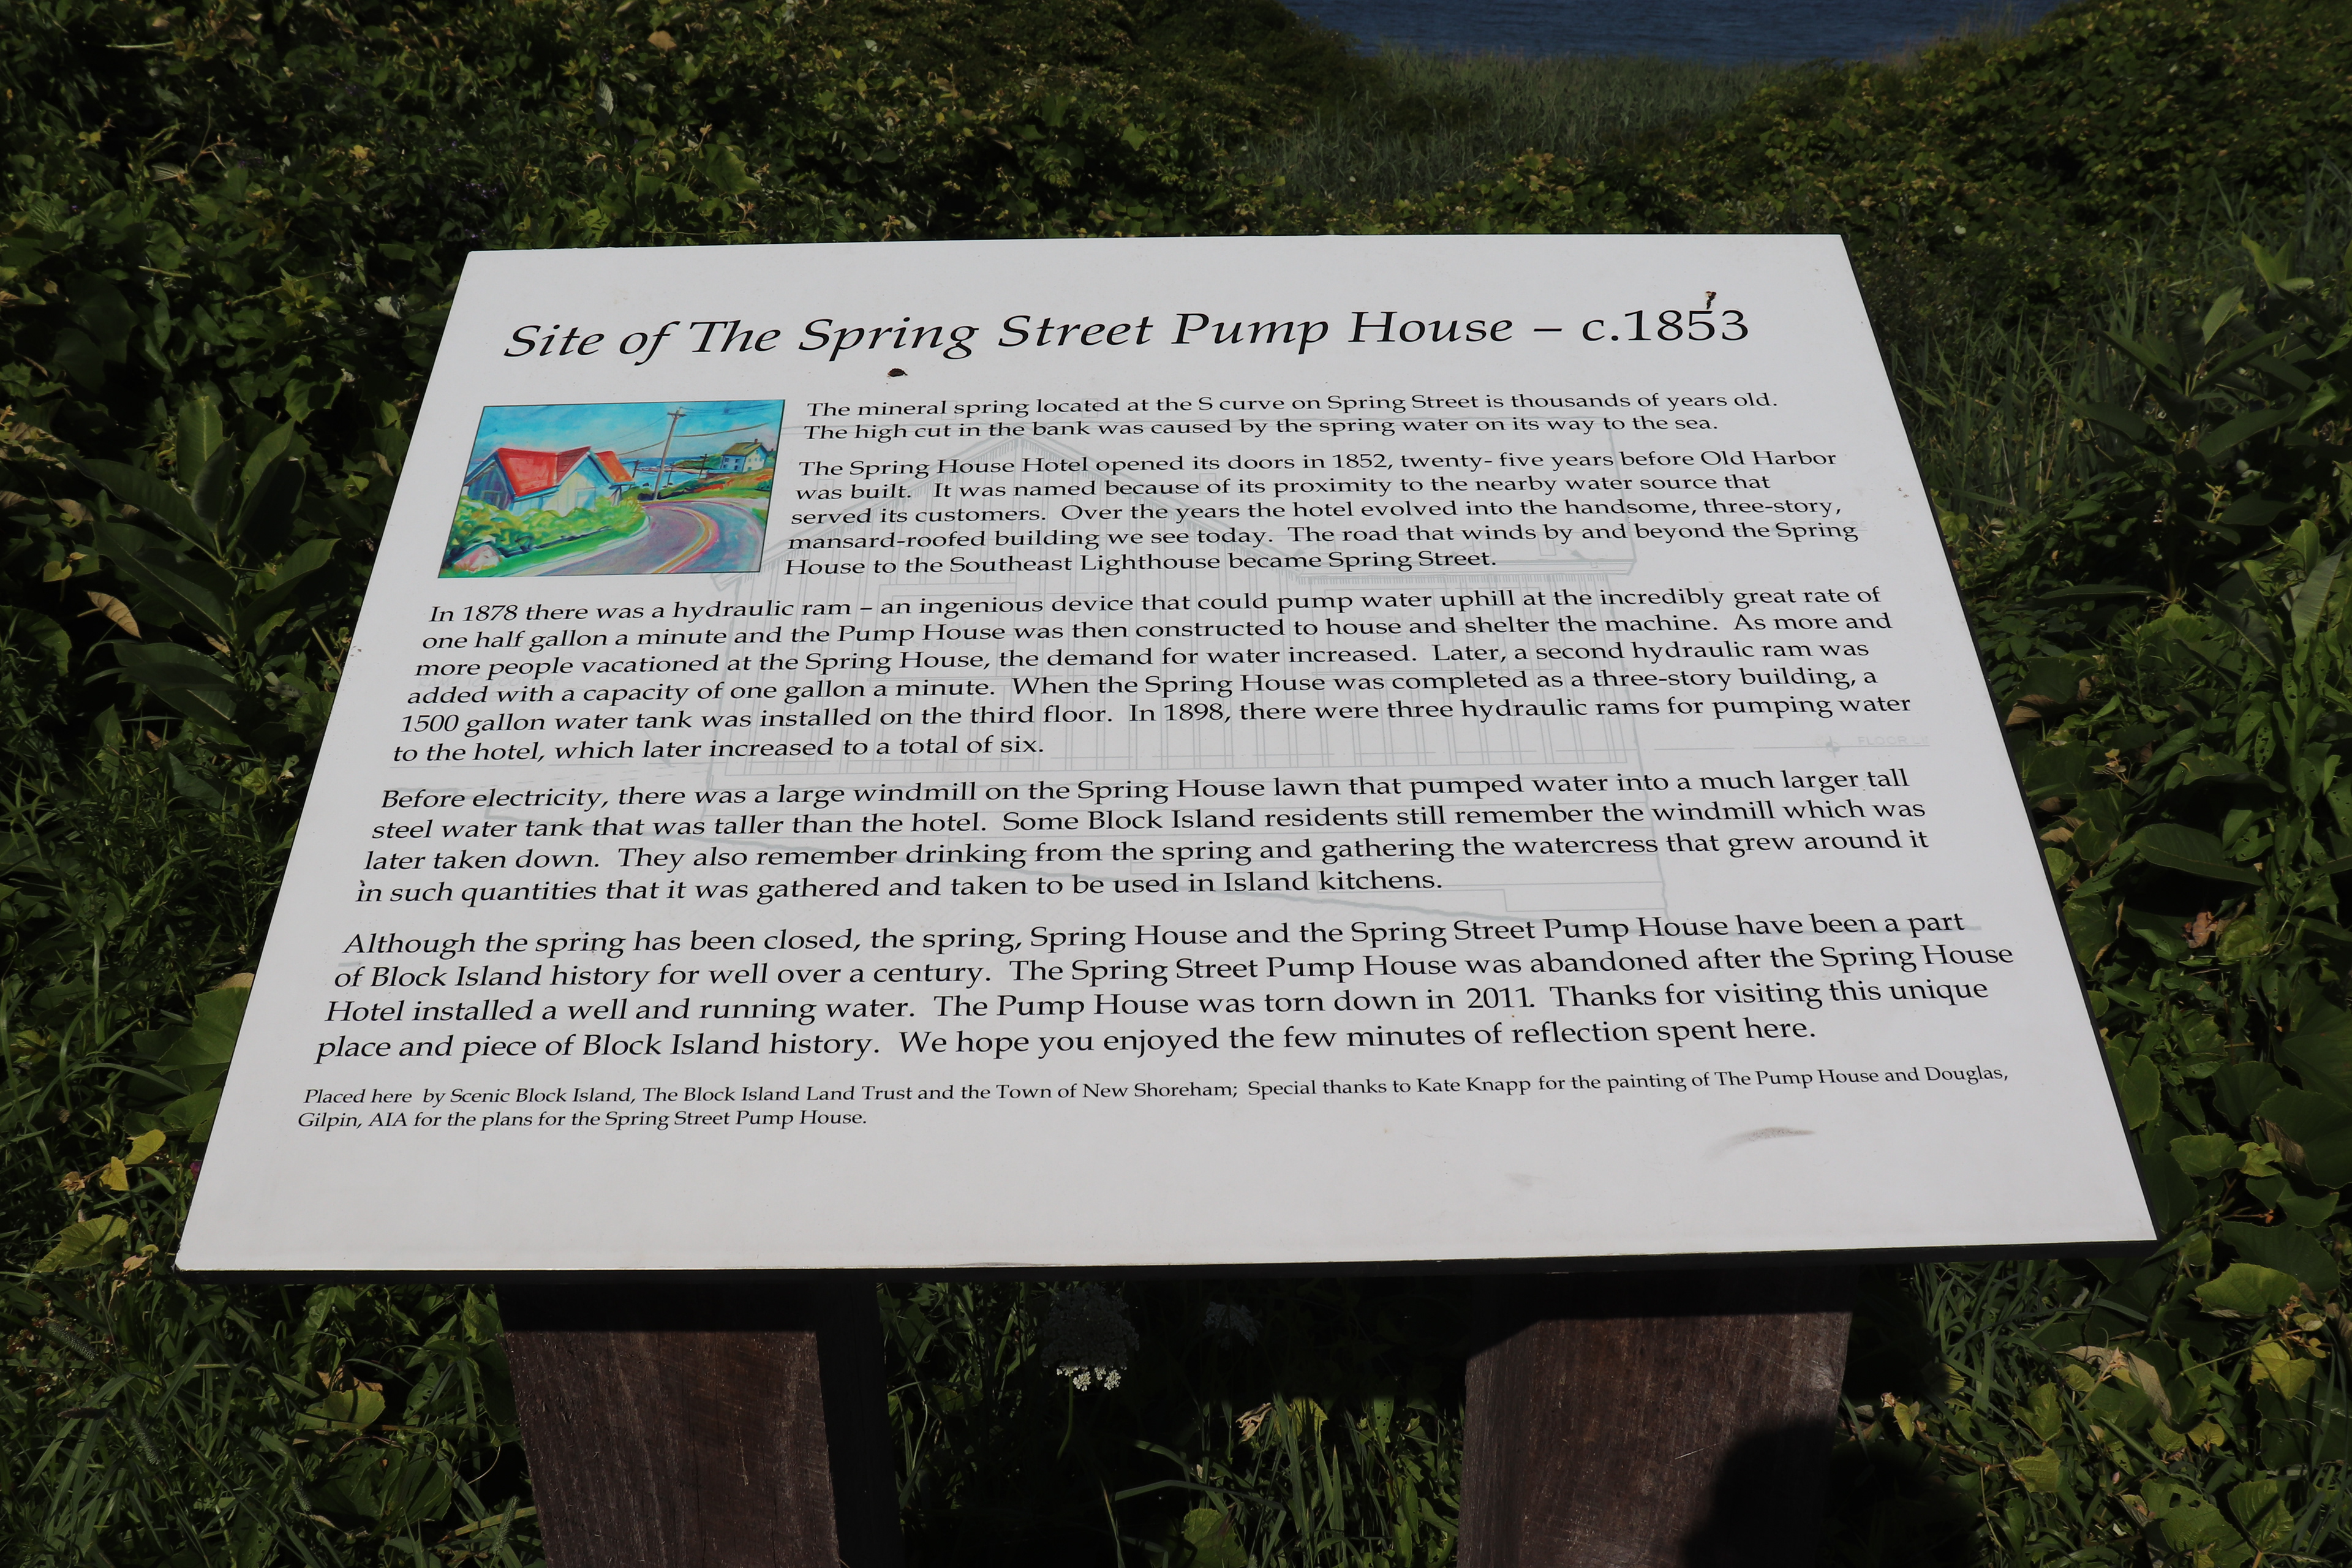 Site of The Spring Street Pump House – c.1853
The mineral spring located at the S curve on Spring Street is thousands of years old.
The high cut in the bank was caused by the spring water on its way to the sea.
The Spring House Hotel opened its doors in 1852, twenty- five years before Old Harbor
was built. It was named because of its proximity to the nearby water source that
served its customers. Over the years the hotel evolved into the handsome, three-story,
mansard-roofed building we see today. The road that winds by and beyond the Spring
House to the Southeast Lighthouse became Spring Street.
In 1878 there was a hydraulic ram – an ingenious device that could pump water uphill at the incredibly great rate of
one half gallon a minute and the Pump House was then constructed to house and shelter the machine. As more and
more people vacationed at the Spring House, the demand for water increased. Later, a second hydraulic ram was
added with a capacity of one gallon a minute. When the Spring House was completed as a three-story building, a
1500 gallon water tank was installed on the third floor. In 1898, there were three hydraulic rams for pumping water
to the hotel, which later increased to a total of six.
Before electricity, there was a large windmill on the Spring House lawn that pumped water into a much larger tall
steel water tank that was taller than the hotel. Some Block Island residents still remember the windmill which was
later taken down. They also remember drinking from the spring and gathering the watercress that grew around it
in such quantities that it was gathered and taken to be used in Island kitchens.
Although the spring has been closed, the spring, Spring House and the Spring Street Pump House have been a part
of Block Island history for well over a century. The Spring Street Pump House was abandoned after the Spring House
Hotel installed a well and running water. The Pump House was torn down in 2011. Thanks for visiting this unique
place and piece of Block Island history. We hope you enjoyed the few minutes of reflection spent here.
Placed here by Scenic Block Island, The Block Island Land Trust and the Town of New Shoreham; Special thanks to Kate Knapp for the painting of The Pump House and Douglas,
Gilpin, AIA for the plans for the Spring Street Pump House.